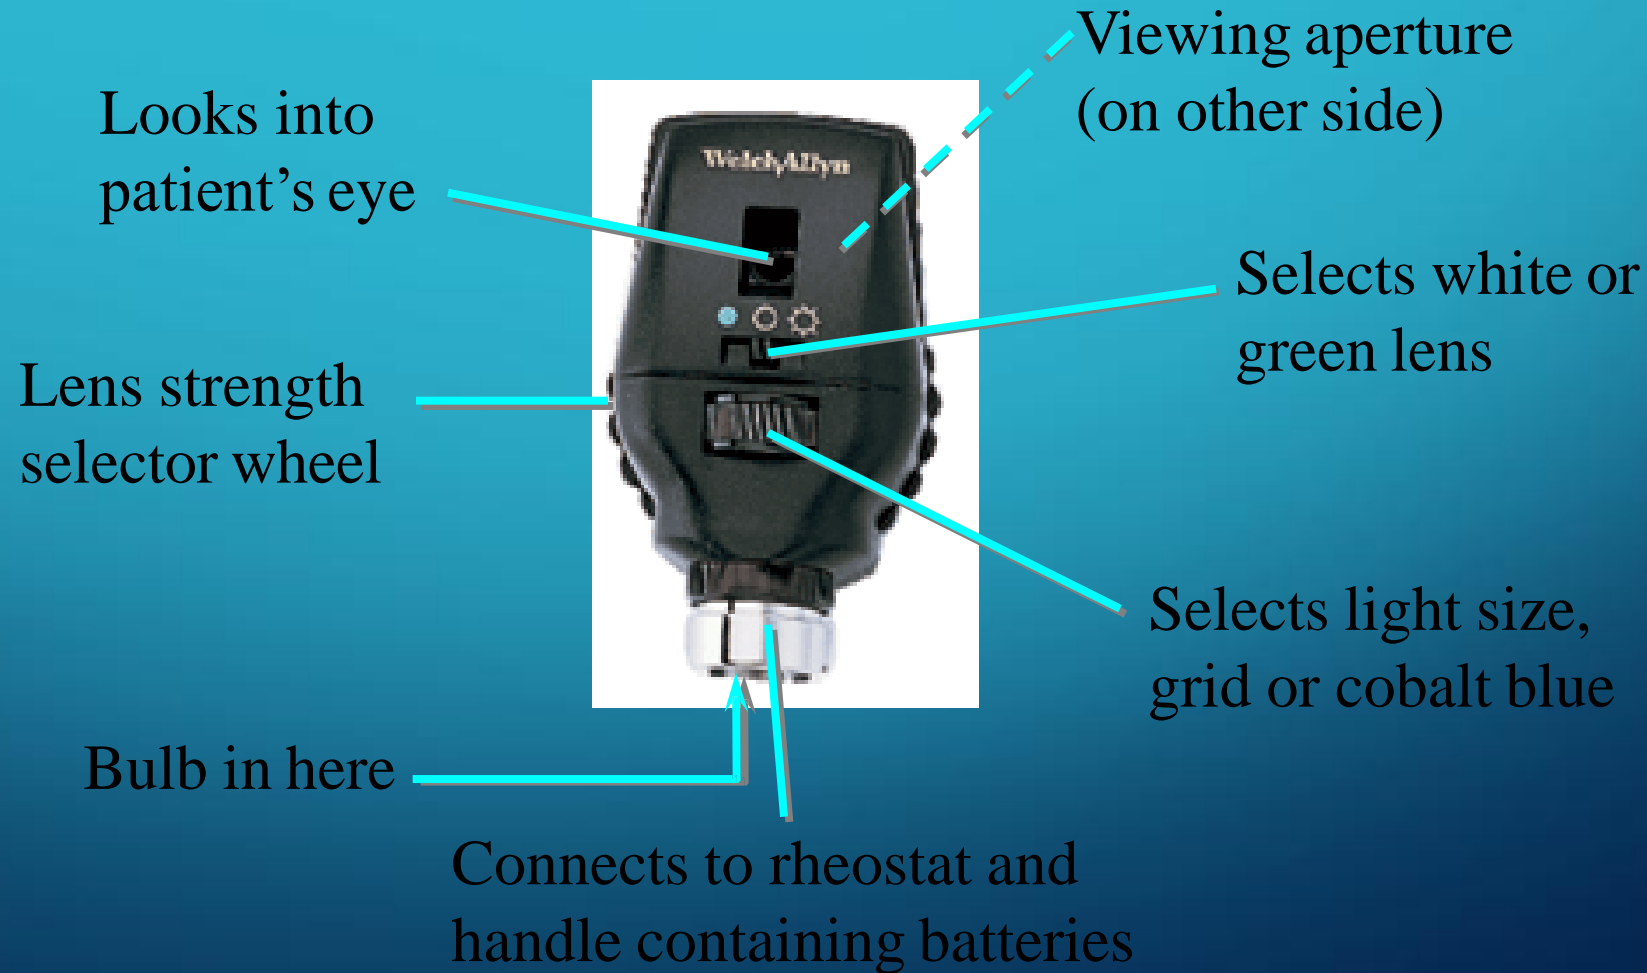 Viewing aperture
(on other side)
Looks into
patient’s eye
WelchAllyn
Selects white or
green lens
Lens strength
selector wheel
Selects light size,
grid or cobalt blue
Bulb in here
Connects to rheostat and
handle containing batteries